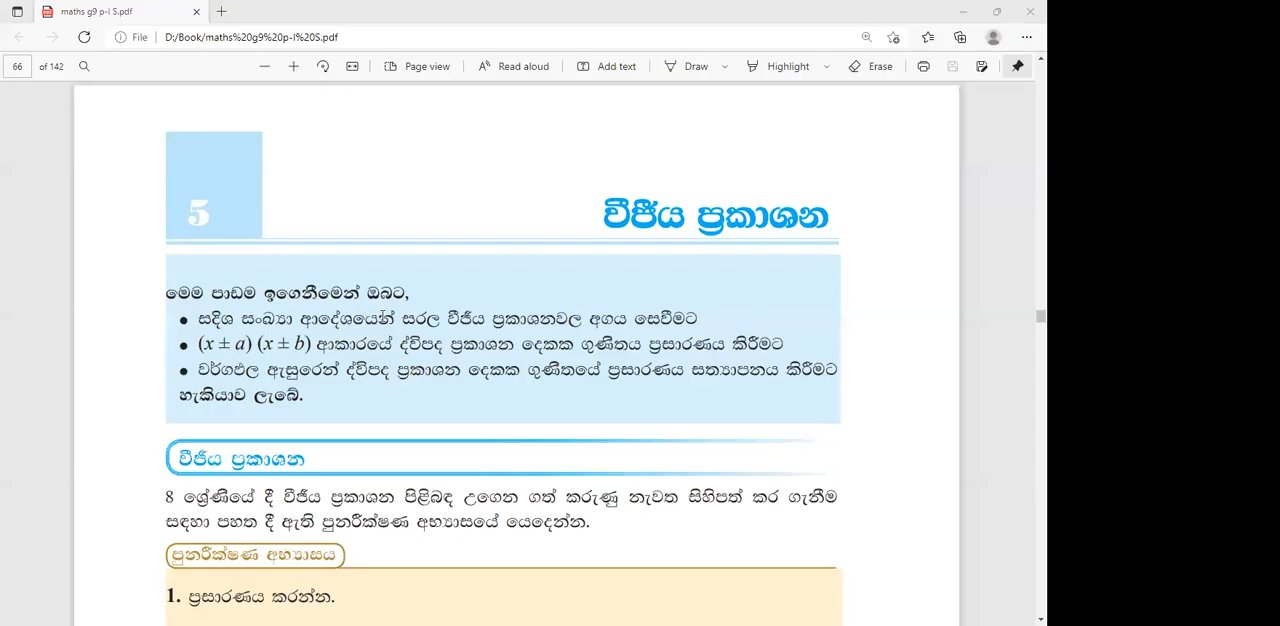 maths g9 p-I S.pdf
File D:/Book/maths%20g9%20p-I%20S.pdf
66 of 142 Page view Read aloud Add text Draw Highlight Erase
5
වීජීය ප්‍රකාශන
මෙම පාඩම ඉගෙනීමෙන් ඔබට,
• සදිශ සංඛ්‍යා ආදේශයෙන් සරල වීජීය ප්‍රකාශනවල අගය සෙවීමට
• (x ± a) (x ± b) ආකාරයේ ද්විපද ප්‍රකාශන දෙකක ගුණිතය ප්‍රසාරණය කිරීමට
• වර්ගඵල ඇසුරෙන් ද්විපද ප්‍රකාශන දෙකක ගුණිතයේ ප්‍රසාරණය සත්‍යාපනය කිරීමට
හැකියාව ලැබේ.
වීජීය ප්‍රකාශන
8 ශ්‍රේණියේ දී වීජීය ප්‍රකාශන පිළිබඳ උගෙන ගත් කරුණු නැවත සිහිපත් කර ගැනීම
සඳහා පහත දී ඇති පුනරීක්ෂණ අභ්‍යාසයේ යෙදෙන්න.
පුනරීක්ෂණ අභ්‍යාසය
1. ප්‍රසාරණය කරන්න.